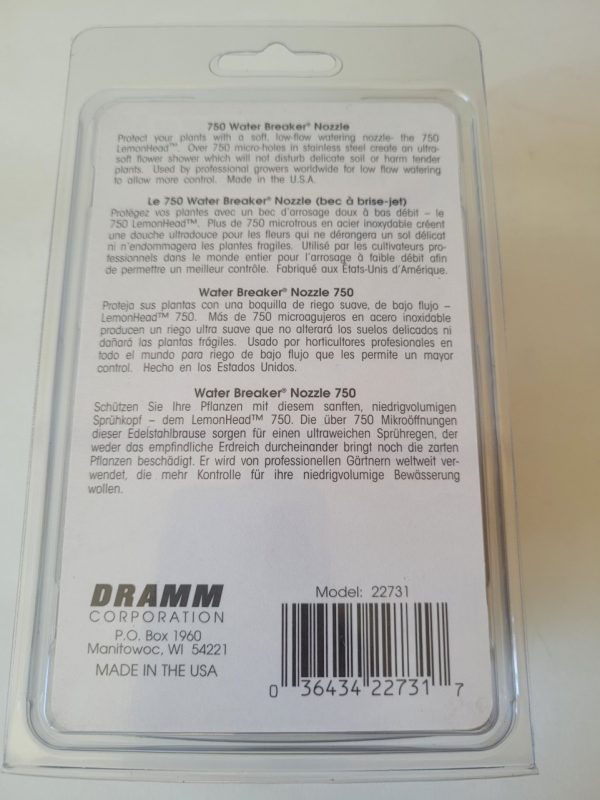 750 Water Breaker® Nozzle
Protect your plants with a soft, low-flow watering nozzle- the 750
LemonHead™. Over 750 micro-holes in stainless steel create an ultra-
soft flower shower which will not disturb delicate soil or harm tender
plants. Used by professional growers worldwide for low flow watering
to allow more control. Made in the U.S.A.
Le 750 Water Breaker® Nozzle (bec à brise-jet)
Protégez vos plantes avec un bec d'arrosage doux à bas débit – le
750 LemonHead™. Plus de 750 microtrous en acier inoxydable créent
une douche ultradouce pour les fleurs qui ne dérangera un sol délicat
ni n'endommagera les plantes fragiles. Utilisé par les cultivateurs pro-
fessionnels dans le monde entier pour l'arrosage à faible débit afin
de permettre un meilleur contrôle. Fabriqué aux États-Unis d'Amérique.
Water Breaker® Nozzle 750
Proteja sus plantas con una boquilla de riego suave, de bajo flujo –
LemonHead™ 750. Más de 750 microagujeros en acero inoxidable
producen un riego ultra suave que no alterará los suelos delicados ni
dañará las plantas frágiles. Usado por horticultores profesionales en
todo el mundo para riego de bajo flujo que les permite un mayor
control. Hecho en los Estados Unidos.
Water Breaker® Nozzle 750
Schützen Sie Ihre Pflanzen mit diesem sanften, niedrigvolumigen
Sprühkopf – dem LemonHead™ 750. Die über 750 Mikroöffnungen
dieser Edelstahlbrause sorgen für einen ultraweichen Sprühregen, der
weder das empfindliche Erdreich durcheinander bringt noch die zarten
Pflanzen beschädigt. Er wird von professionellen Gärtnern weltweit ver-
wendet, die mehr Kontrolle für ihre niedrigvolumige Bewässerung
wollen.
DRAMM
CORPORATION
P.O. Box 1960
Manitowoc, WI 54221
MADE IN THE USA
Model: 22731
0 36434 22731 7